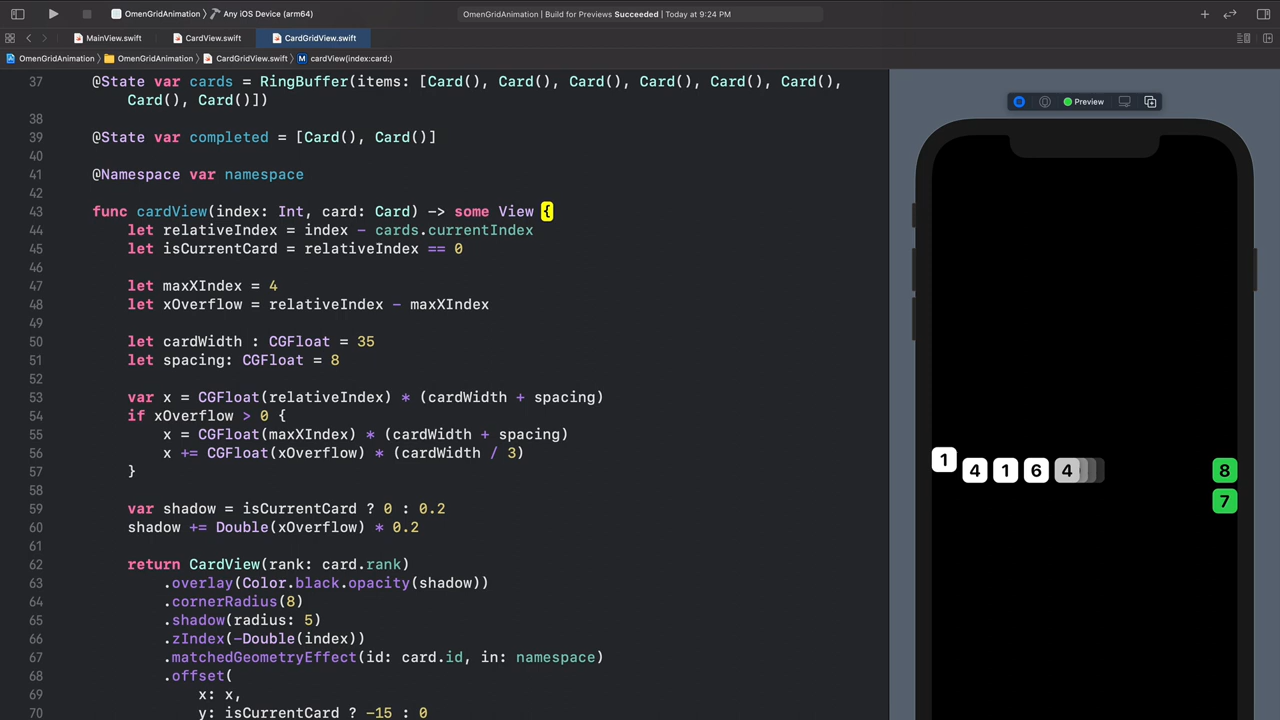 OmenGridAnimation 〉 Any iOS Device (arm64)
OmenGridAnimation | Build for Previews Succeeded | Today at 9:24 PM
MainView.swift
CardView.swift
CardGridView.swift
OmenGridAnimation 〉 OmenGridAnimation 〉 CardGridView.swift 〉 M cardView(index:card:)
37 @State var cards = RingBuffer(items: [Card(), Card(), Card(), Card(), Card(), Card(),
Card(), Card()])
38
39 @State var completed = [Card(), Card()]
40
41 @Namespace var namespace
42
43 func cardView(index: Int, card: Card) -> some View {
44 let relativeIndex = index - cards.currentIndex
45 let isCurrentCard = relativeIndex == 0
46
47 let maxXIndex = 4
48 let xOverflow = relativeIndex - maxXIndex
49
50 let cardWidth : CGFloat = 35
51 let spacing: CGFloat = 8
52
53 var x = CGFloat(relativeIndex) * (cardWidth + spacing)
54 if xOverflow > 0 {
55 x = CGFloat(maxXIndex) * (cardWidth + spacing)
56 x += CGFloat(xOverflow) * (cardWidth / 3)
57 }
58
59 var shadow = isCurrentCard ? 0 : 0.2
60 shadow += Double(xOverflow) * 0.2
61
62 return CardView(rank: card.rank)
63 .overlay(Color.black.opacity(shadow))
64 .cornerRadius(8)
65 .shadow(radius: 5)
66 .zIndex(-Double(index))
67 .matchedGeometryEffect(id: card.id, in: namespace)
68 .offset(
69 x: x,
70 y: isCurrentCard ? -15 : 0
Preview
1
4 1 6 4 8
7